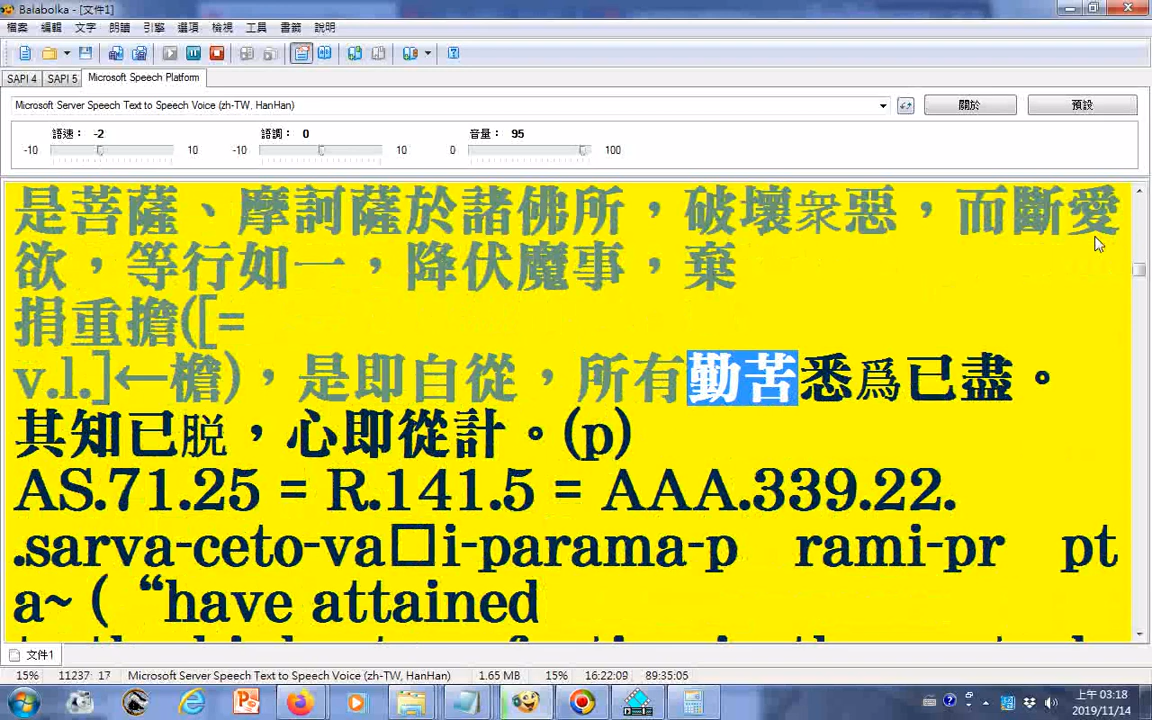 Balabolka - [文件1]
檔案 編輯 文字 朗讀 引擎 選項 檢視 工具 書籤 說明
SAPI 4 SAPI 5 Microsoft Speech Platform
Microsoft Server Speech Text to Speech Voice (zh-TW, HanHan) 關於 預設
語速： -2 語調： 0 音量： 95
-10 10 -10 10 0 100
是菩薩、摩訶薩於諸佛所，破壞衆惡，而斷愛
欲，等行如一，降伏魔事，棄
捐重擔([=
v.l.]←檐)，是即自從，所有勤苦悉爲已盡。
其知已脱，心即從計。(p)
AS.71.25 = R.141.5 = AAA.339.22.
.sarva-ceto-va□i-parama-p rami-pr pt
a~ (“have attained
文件1
15% 11237: 17 Microsoft Server Speech Text to Speech Voice (zh-TW, HanHan) 1.65 MB 15% 16:22:09 89:35:05
上午 03:18
2019/11/14